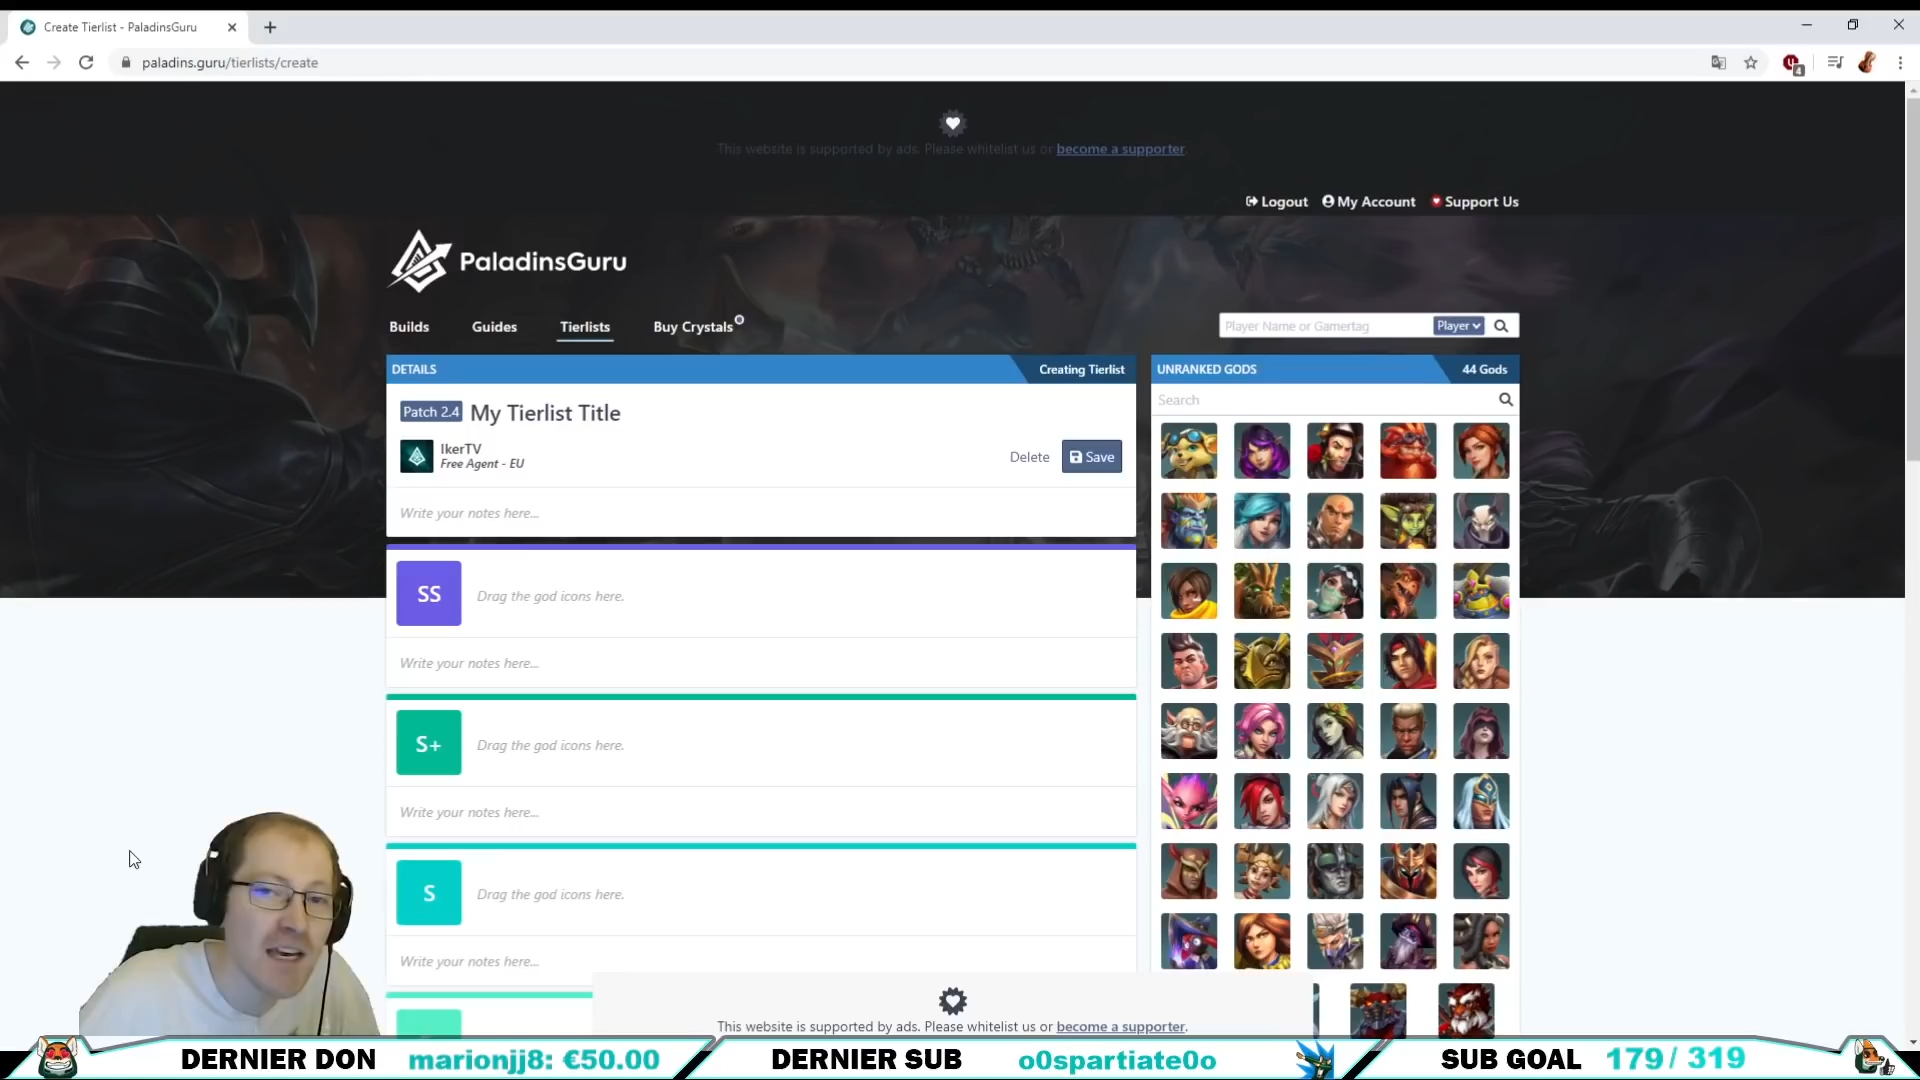 Create Tierlist - PaladinsGuru
paladins.guru/tierlists/create
4
This website is supported by ads. Please whitelist us or become a supporter.
Logout My Account Support Us
PaladinsGuru
Builds Guides Tierlists Buy Crystals
Player Name or Gamertag Player
DETAILS Creating Tierlist
UNRANKED GODS 44 Gods
Search
Patch 2.4 My Tierlist Title
IkerTV
Free Agent - EU
Delete Save
Write your notes here...
SS Drag the god icons here.
Write your notes here...
S+ Drag the god icons here.
Write your notes here...
S Drag the god icons here.
Write your notes here...
This website is supported by ads. Please whitelist us or become a supporter.
DERNIER DON marionjj8: €50.00 DERNIER SUB o0spartiate0o SUB GOAL 179 / 319